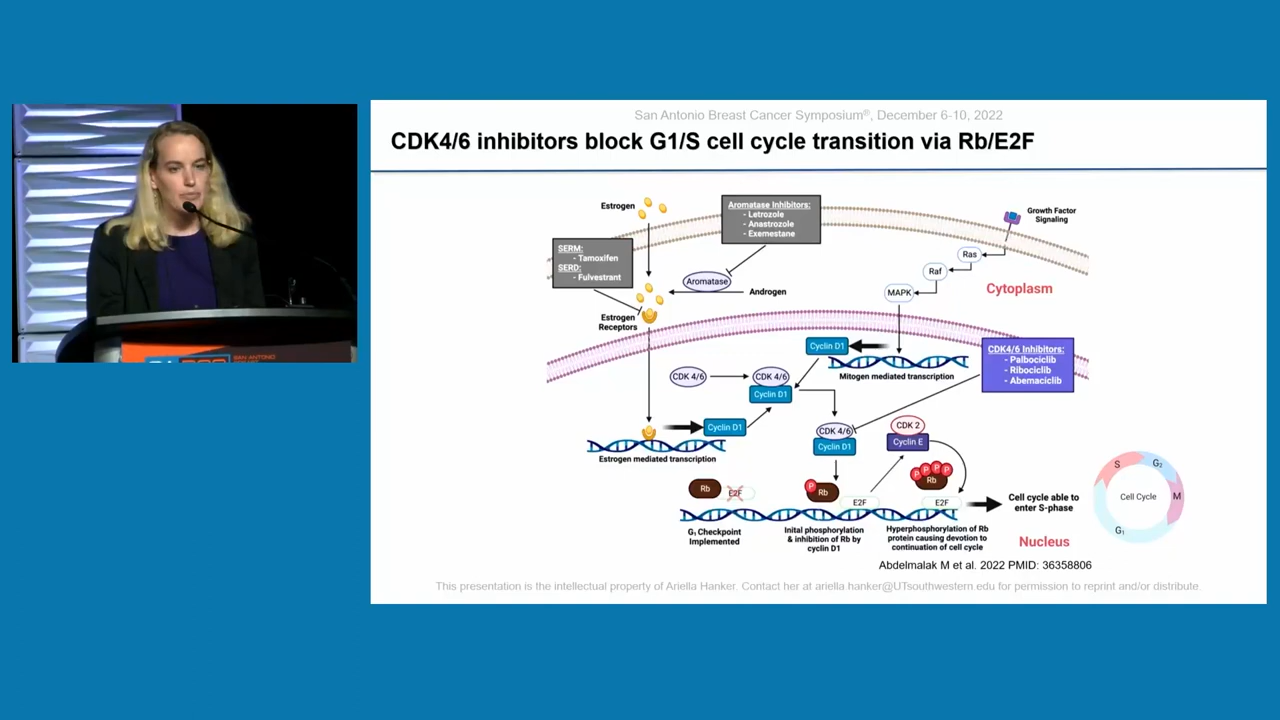 San Antonio Breast Cancer Symposium®, December 6-10, 2022
CDK4/6 inhibitors block G1/S cell cycle transition via Rb/E2F
Estrogen
Aromatase Inhibitors:
- Letrozole
- Anastrozole
- Exemestane
Growth Factor
Signaling
SERM:
- Tamoxifen
SERD:
- Fulvestrant
Ras
Raf
MAPK
Cytoplasm
Aromatase
Androgen
Estrogen
Receptors
Cyclin D1
Mitogen mediated transcription
CDK4/6 Inhibitors:
- Palbociclib
- Ribociclib
- Abemaciclib
CDK 4/6
CDK 4/6
Cyclin D1
Cyclin D1
Estrogen mediated transcription
CDK 4/6
Cyclin D1
CDK 2
Cyclin E
Rb
E2F
P
Rb
E2F
P P P P
Rb
E2F
G₁ Checkpoint
Implemented
Inital phosphorylation
& inhibition of Rb by
cyclin D1
Hyperphosphorylation of Rb
protein causing devotion to
continuation of cell cycle
Cell cycle able to
enter S-phase
Nucleus
S
G₂
M
G₁
Cell Cycle
Abdelmalak M et al. 2022 PMID: 36358806
This presentation is the intellectual property of Ariella Hanker. Contact her at ariella.hanker@UTsouthwestern.edu for permission to reprint and/or distribute.
SAN ANTONIO